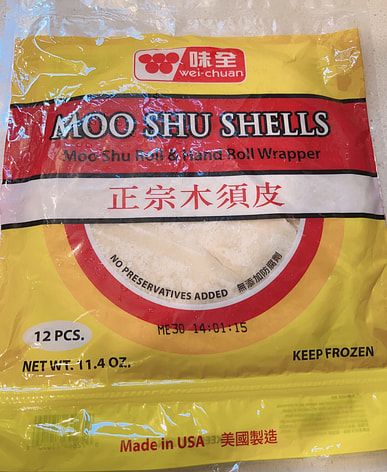 味全
wei-chuan
MOO SHU SHELLS
Moo Shu Roll & Hand Roll Wrapper
正宗木須皮
NO PRESERVATIVES ADDED 無添加防腐劑
ME30 14:01:15
12 PCS.
NET WT. 11.4 OZ.
KEEP FROZEN
Made in USA 美國製造